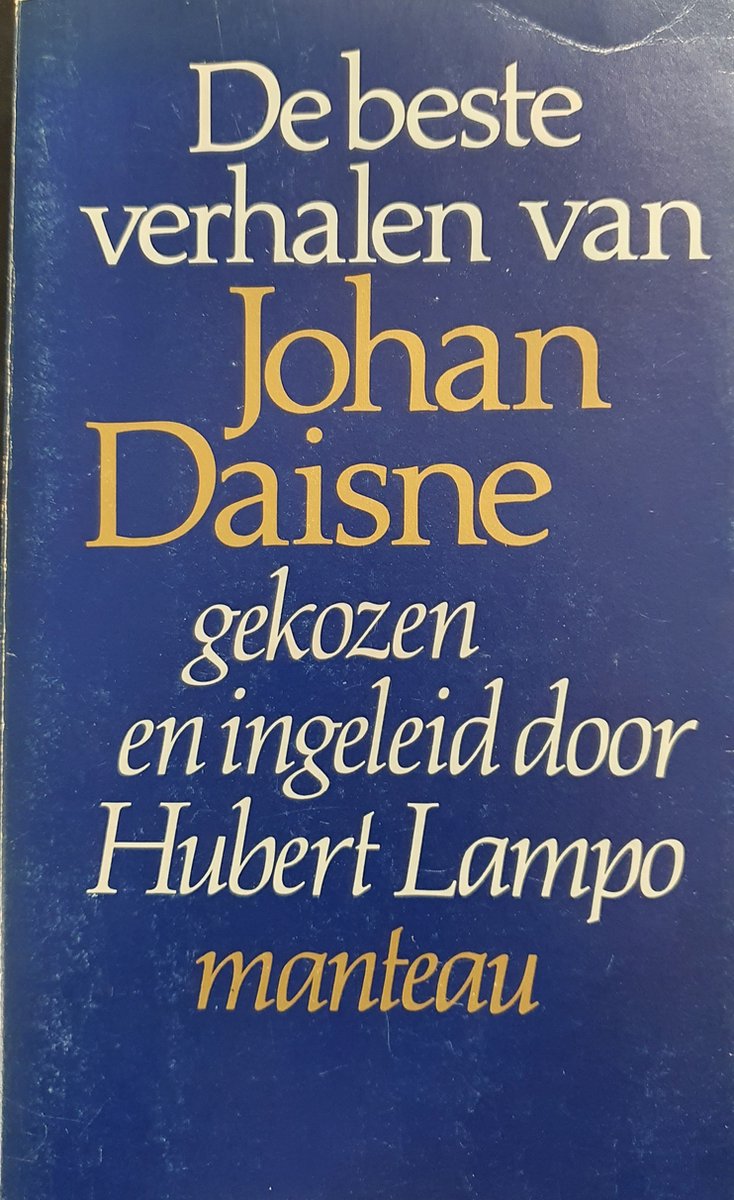 De beste
verhalen van
Johan
Daisne
gekozen
en ingeleid door
Hubert Lampo
manteau